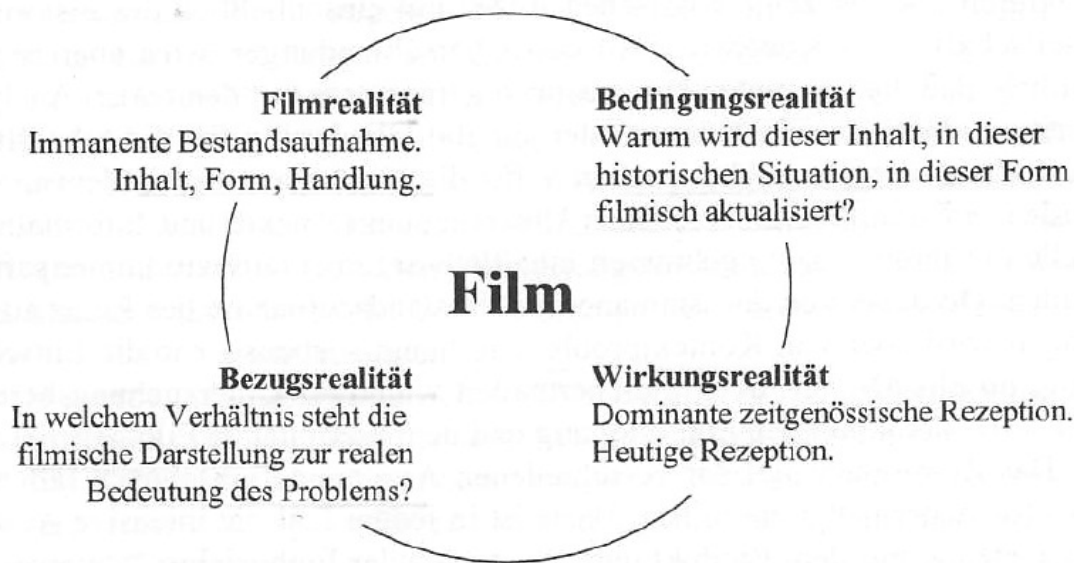 Filmrealität
Immanente Bestandsaufnahme.
Inhalt, Form, Handlung.
Bedingungsrealität
Warum wird dieser Inhalt, in dieser
historischen Situation, in dieser Form
filmisch aktualisiert?
Film
Bezugsrealität
In welchem Verhältnis steht die
filmische Darstellung zur realen
Bedeutung des Problems?
Wirkungsrealität
Dominante zeitgenössische Rezeption.
Heutige Rezeption.